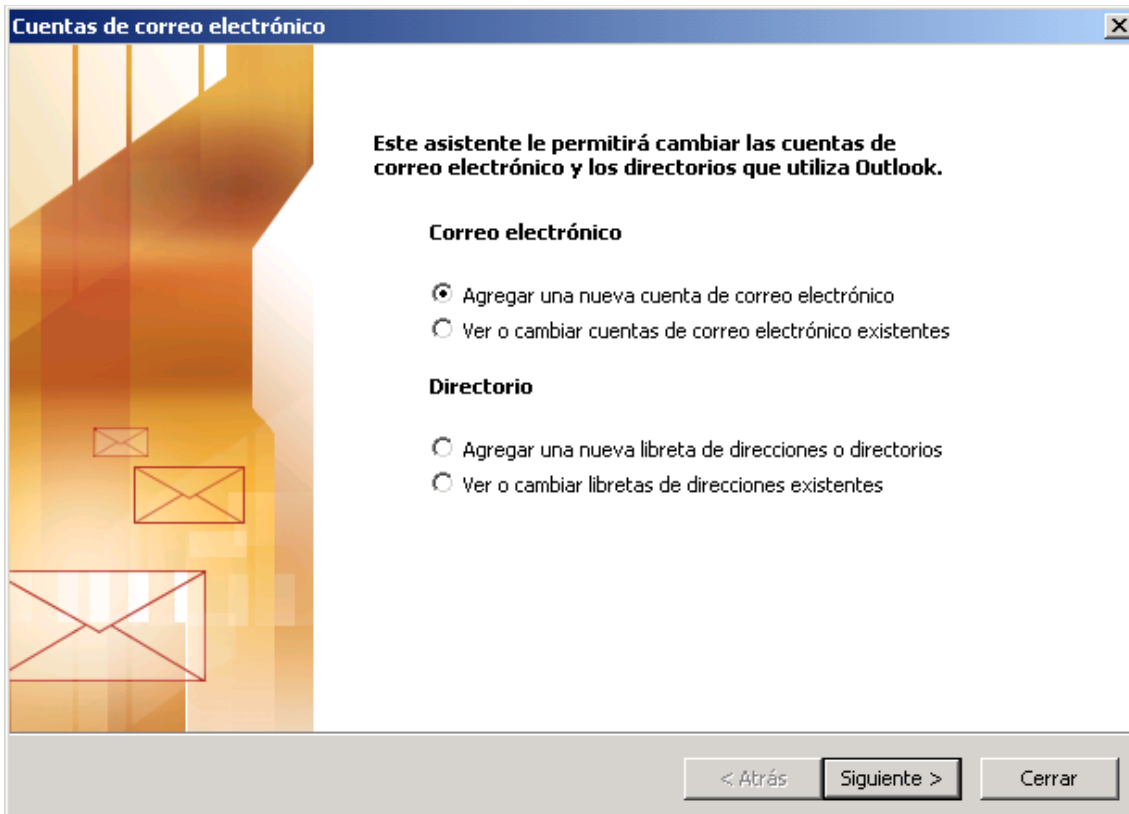 Cuentas de correo electrónico
Este asistente le permitirá cambiar las cuentas de
correo electrónico y los directorios que utiliza Outlook.
Correo electrónico
Agregar una nueva cuenta de correo electrónico
Ver o cambiar cuentas de correo electrónico existentes
Directorio
Agregar una nueva libreta de direcciones o directorios
Ver o cambiar libretas de direcciones existentes
< Atrás Siguiente > Cerrar